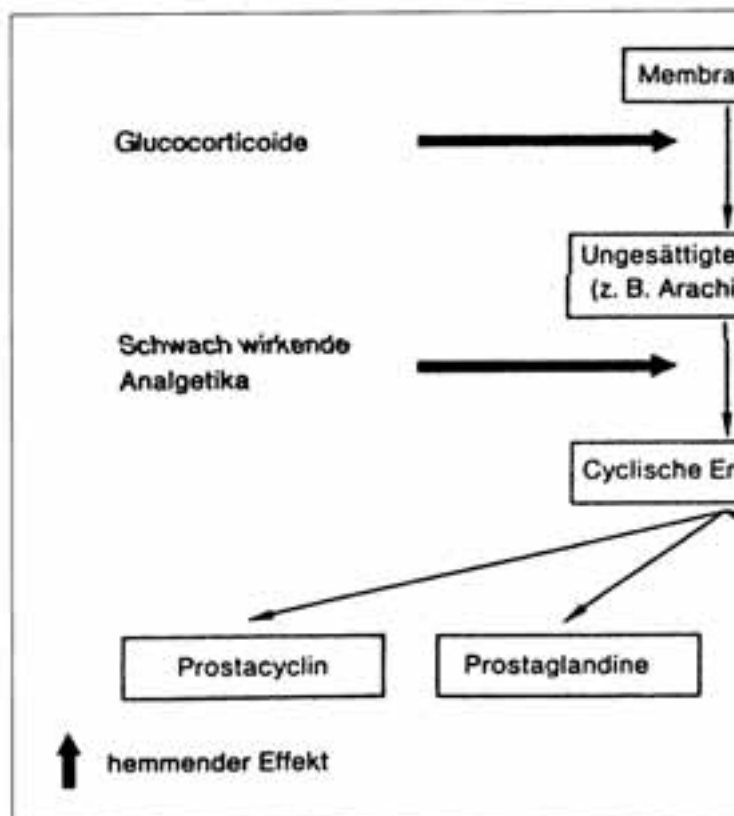 Membra
Glucocorticoide
Ungesättigte
(z. B. Arachi
Schwach wirkende
Analgetika
Cyclische En
Prostacyclin
Prostaglandine
hemmender Effekt